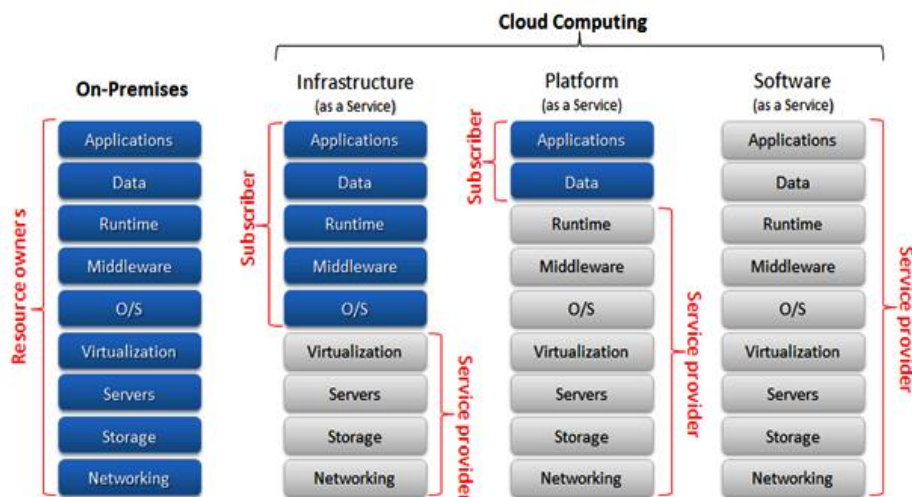 Cloud Computing
On-Premises
Resource owners
Applications
Data
Runtime
Middleware
O/S
Virtualization
Servers
Storage
Networking
Infrastructure
(as a Service)
Subscriber
Applications
Data
Runtime
Middleware
O/S
Virtualization
Servers
Storage
Networking
Service provider
Platform
(as a Service)
Subscriber
Applications
Data
Runtime
Middleware
O/S
Virtualization
Servers
Storage
Networking
Service provider
Software
(as a Service)
Applications
Data
Runtime
Middleware
O/S
Virtualization
Servers
Storage
Networking
Service provider